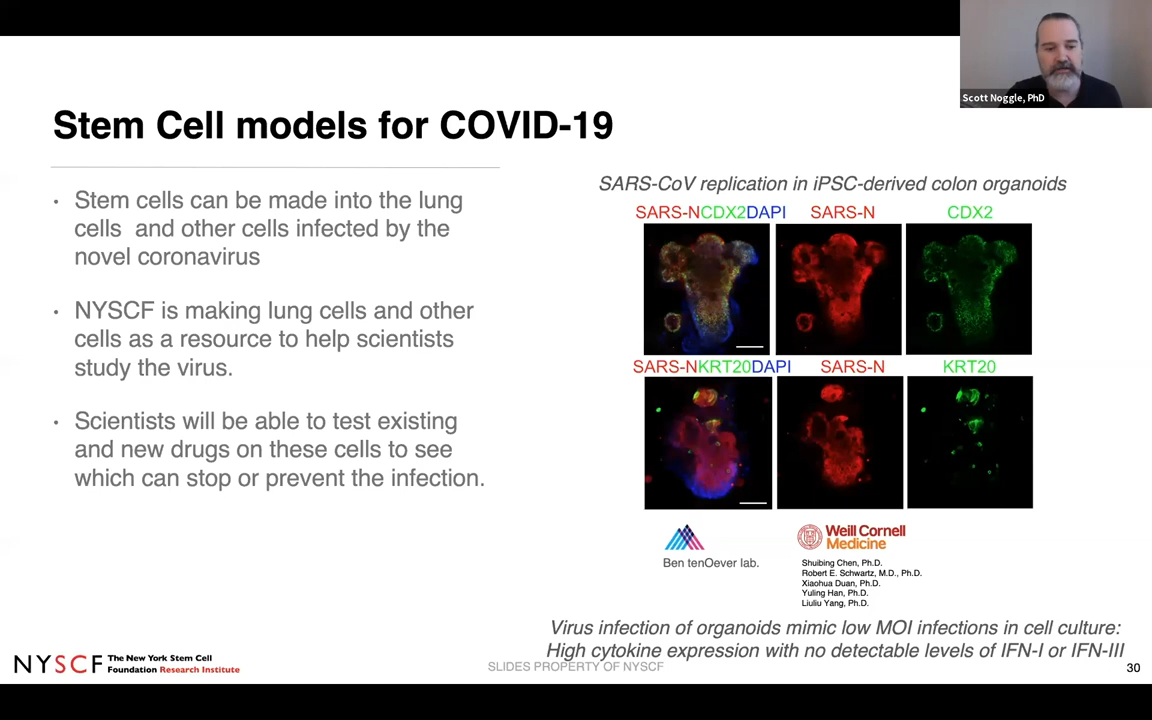 Scott Noggle, PhD
Stem Cell models for COVID-19
• Stem cells can be made into the lung
cells and other cells infected by the
novel coronavirus
• NYSCF is making lung cells and other
cells as a resource to help scientists
study the virus.
• Scientists will be able to test existing
and new drugs on these cells to see
which can stop or prevent the infection.
SARS-CoV replication in iPSC-derived colon organoids
SARS-NCDX2DAPI SARS-N CDX2
SARS-NKRT20DAPI SARS-N KRT20
Ben tenOever lab.
Weill Cornell
Medicine
Shuibing Chen, Ph.D.
Robert E. Schwartz, M.D., Ph.D.
Xiaohua Duan, Ph.D.
Yuling Han, Ph.D.
Liuliu Yang, Ph.D.
Virus infection of organoids mimic low MOI infections in cell culture:
High cytokine expression with no detectable levels of IFN-I or IFN-III
NYSCF The New York Stem Cell
Foundation Research Institute
SLIDES PROPERTY OF NYSCF
30